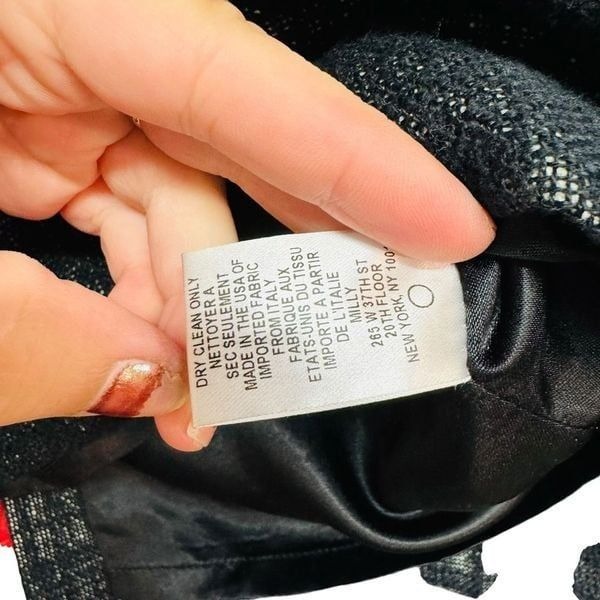 DRY CLEAN ONLY
NETTOYER A
SEC SEULEMENT
MADE IN THE USA OF
IMPORTED FABRIC
FROM ITALY
FABRIQUE AUX
ETATS-UNIS DU TISSU
IMPORTE A PARTIR
DE L'ITALIE
MILLY
265 W 37TH ST
20TH FLOOR
NEW YORK, NY